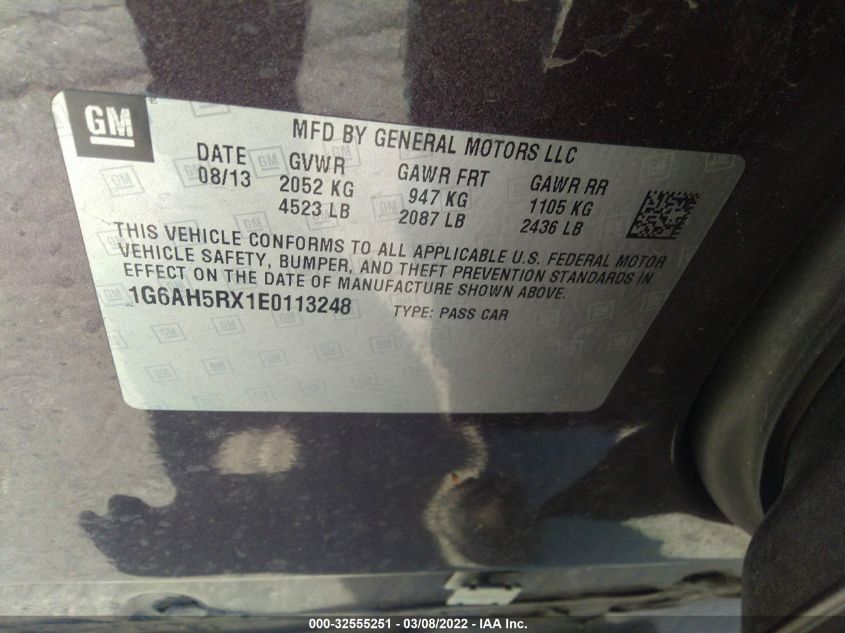 GM
MFD BY GENERAL MOTORS LLC
DATE GVWR GAWR FRT GAWR RR
08/13 2052 KG 947 KG 1105 KG
4523 LB 2087 LB 2436 LB
THIS VEHICLE CONFORMS TO ALL APPLICABLE U.S. FEDERAL MOTOR
VEHICLE SAFETY, BUMPER, AND THEFT PREVENTION STANDARDS IN
EFFECT ON THE DATE OF MANUFACTURE SHOWN ABOVE.
1G6AH5RX1E0113248 TYPE: PASS CAR
000-32555251 - 03/08/2022 - IAA Inc.